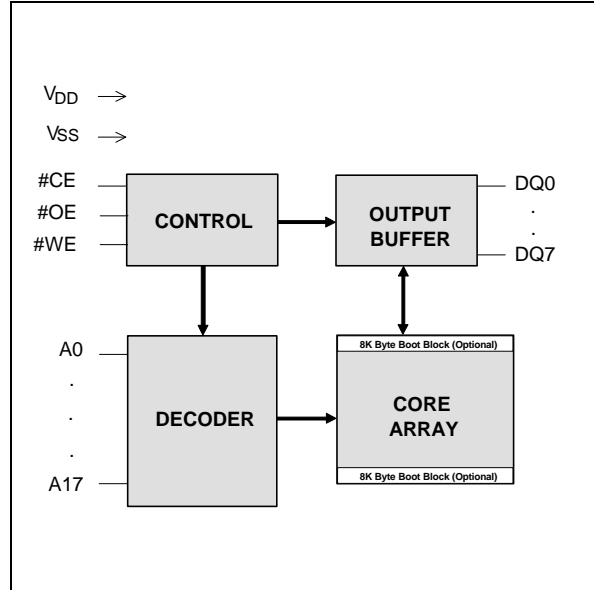 VDD
VSS
#CE
#OE
#WE
CONTROL
OUTPUT
BUFFER
DQ0
.
.
DQ7
A0
.
.
.
A17
DECODER
8K Byte Boot Block (Optional)
CORE
ARRAY
8K Byte Boot Block (Optional)